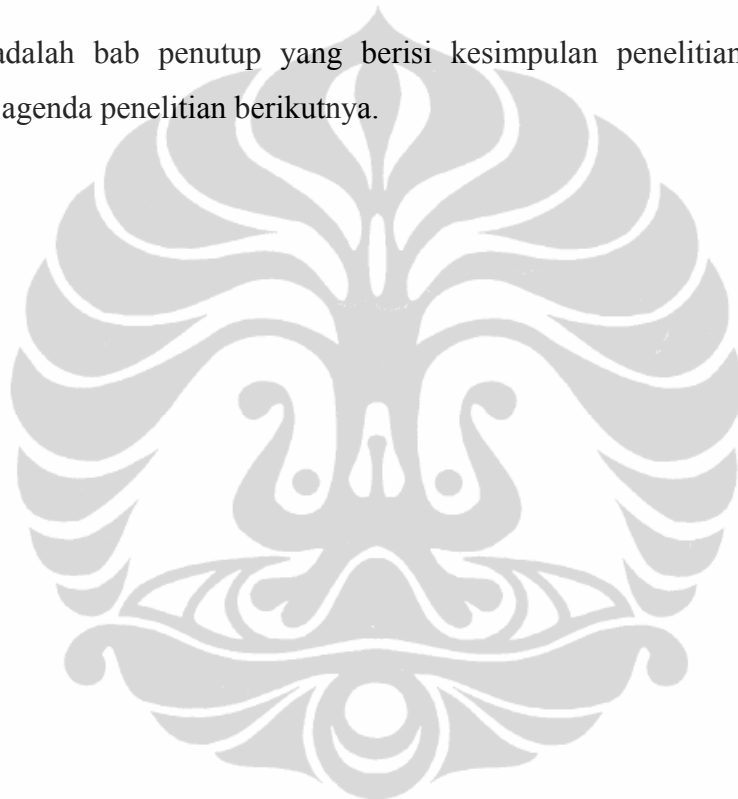 adalah bab penutup yang berisi kesimpulan penelitian
agenda penelitian berikutnya.